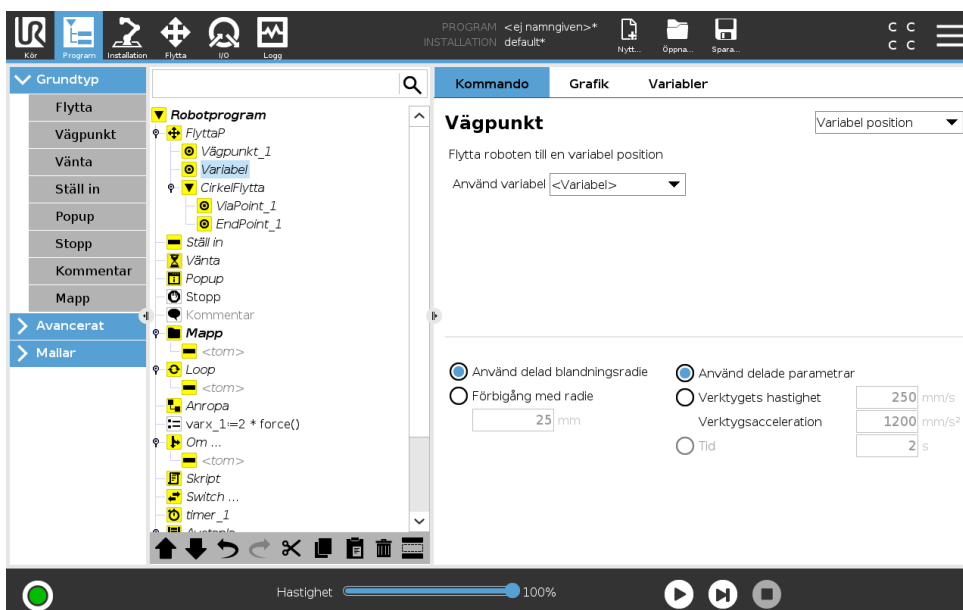 UR
PROGRAM <ej namngiven>*
INSTALLATION default*
C C
C C
Kör Program Installation Flytta I/O Logg Nytt... Öppna... Spara...
Grundtyp
Flytta
Vägpunkt
Vänta
Ställ in
Popup
Stopp
Kommentar
Mapp
Avancerat
Mallar
Robotprogram
FlyttaP
Vägpunkt_1
Variabel
CirkelFlytta
ViaPoint_1
EndPoint_1
Ställ in
Vänta
Popup
Stopp
Kommentar
Mapp
<tom>
Loop
<tom>
Anropa
varx_1:=2 * force()
Om ...
<tom>
Skript
Switch ...
timer_1
Kommando Grafik Variabler
Vägpunkt Variabel position
Flytta roboten till en variabel position
Använd variabel <Variabel>
Använd delad blandningsradie
Förbigång med radie
25 mm
Använd delade parametrar
Verktygets hastighet 250 mm/s
Verktygsacceleration 1200 mm/s²
Tid 2 s
Hastighet 100%